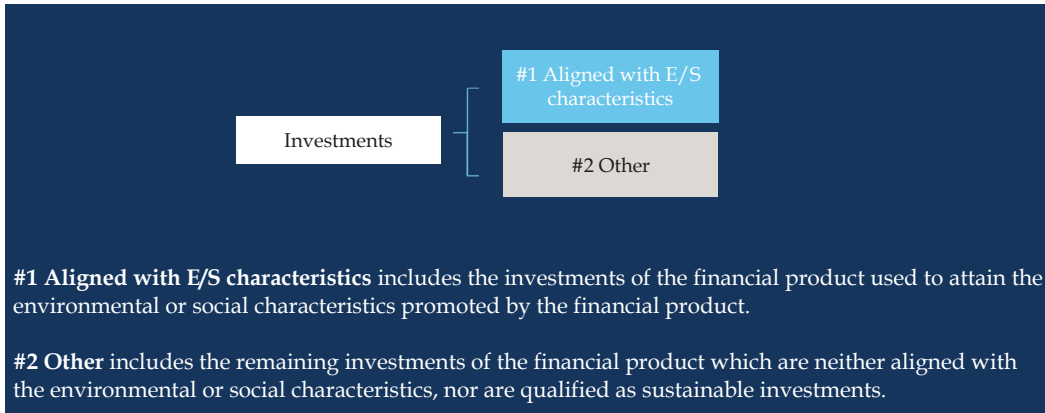 #1 Aligned with E/S
characteristics
Investments
#2 Other
#1 Aligned with E/S characteristics includes the investments of the financial product used to attain the
environmental or social characteristics promoted by the financial product.
#2 Other includes the remaining investments of the financial product which are neither aligned with
the environmental or social characteristics, nor are qualified as sustainable investments.